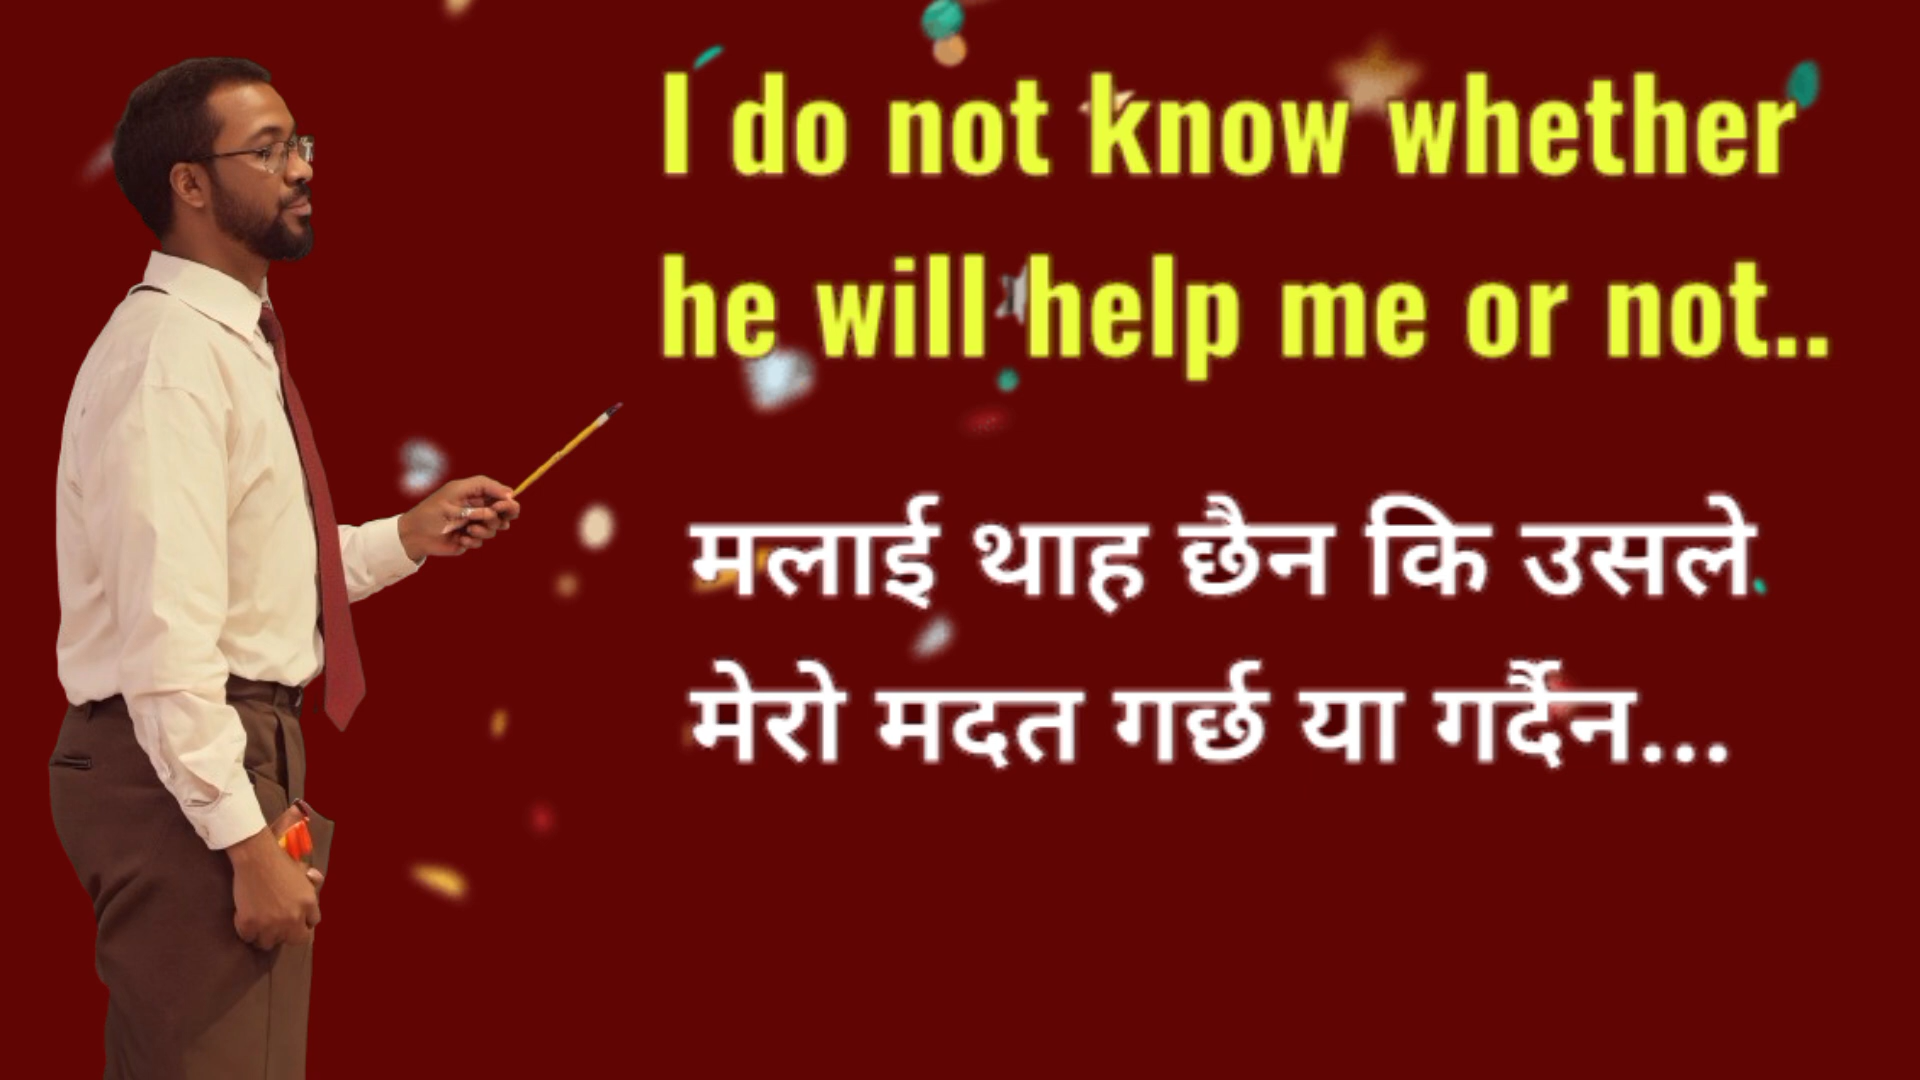 I do not know whether
he will help me or not..
मलाई थाह छैन कि उसले
मेरो मदत गर्छ या गर्दैन...